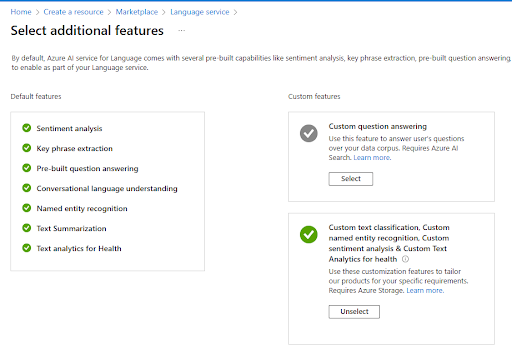 Home > Create a resource > Marketplace > Language service >
Select additional features ...
By default, Azure AI service for Language comes with several pre-built capabilities like sentiment analysis, key phrase extraction, pre-built question answering,
to enable as part of your Language service.
Default features
Sentiment analysis
Key phrase extraction
Pre-built question answering
Conversational language understanding
Named entity recognition
Text Summarization
Text analytics for Health
Custom features
Custom question answering
Use this feature to answer user's questions
over your data corpus. Requires Azure AI
Search. Learn more.
Select
Custom text classification, Custom
named entity recognition, Custom
sentiment analysis & Custom Text
Analytics for health
Use these customization features to tailor
our products for your specific requirements.
Requires Azure Storage. Learn more.
Unselect